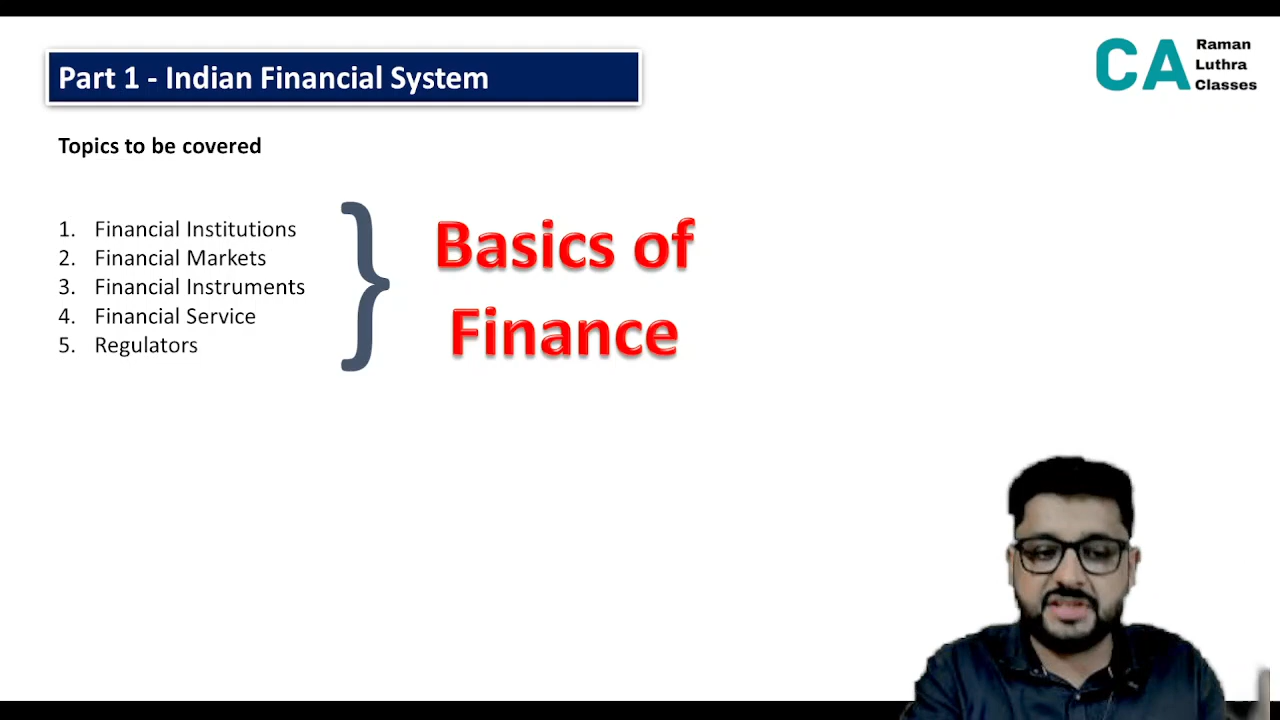 Part 1 - Indian Financial System
CA
Raman
Luthra
Classes
Topics to be covered
1. Financial Institutions
2. Financial Markets
3. Financial Instruments
4. Financial Service
5. Regulators
}
Basics of
Finance